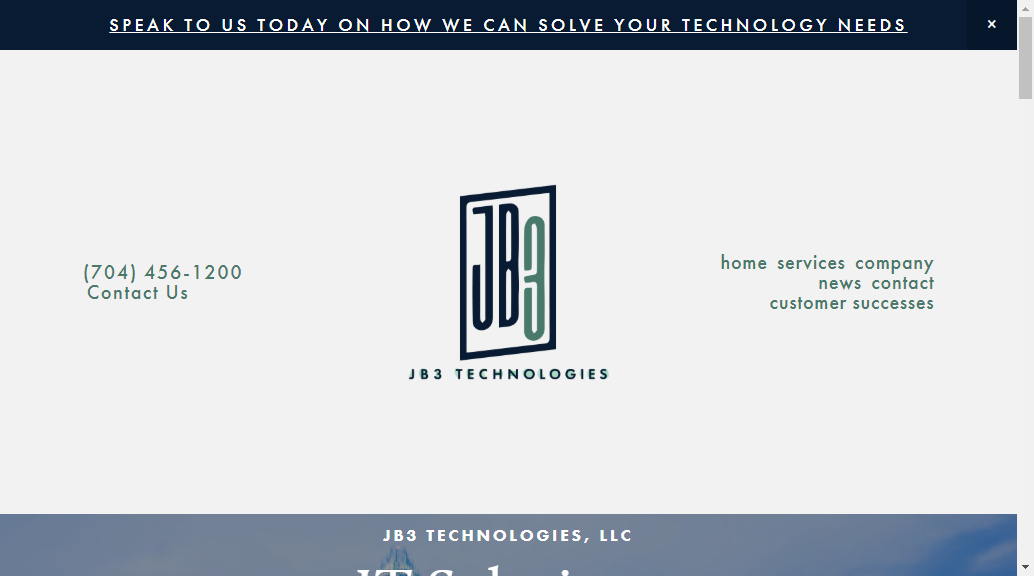 SPEAK TO US TODAY ON HOW WE CAN SOLVE YOUR TECHNOLOGY NEEDS
(704) 456-1200
Contact Us
JB3
JB3 TECHNOLOGIES
home services company
news contact
customer successes
JB3 TECHNOLOGIES, LLC